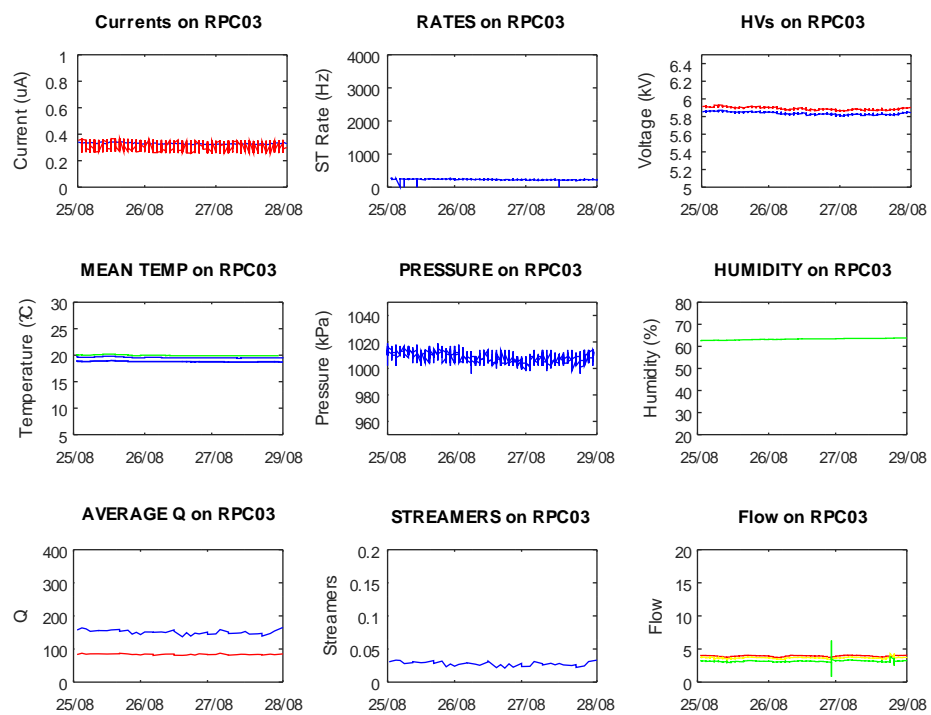 Currents on RPC03
Current (uA)
1
0.8
0.6
0.4
0.2
0
25/08 26/08 27/08 28/08
RATES on RPC03
ST Rate (Hz)
4000
3000
2000
1000
0
25/08 26/08 27/08 28/08
HVs on RPC03
Voltage (kV)
6.4
6.2
6
5.8
5.6
5.4
5.2
5
25/08 26/08 27/08 28/08
MEAN TEMP on RPC03
Temperature (?C)
30
25
20
15
10
5
25/08 26/08 27/08 29/08
PRESSURE on RPC03
Pressure (kPa)
1040
1020
1000
980
960
25/08 26/08 27/08 29/08
HUMIDITY on RPC03
Humidity (%)
80
70
60
50
40
30
20
25/08 26/08 27/08 29/08
AVERAGE Q on RPC03
Q
400
300
200
100
0
25/08 26/08 27/08 28/08
STREAMERS on RPC03
Streamers
0.2
0.15
0.1
0.05
0
25/08 26/08 27/08 28/08
Flow on RPC03
Flow
20
15
10
5
0
25/08 26/08 27/08 29/08